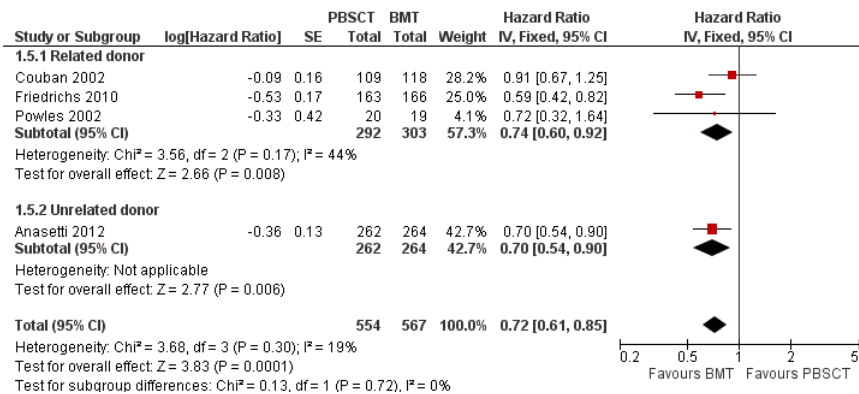 PBSCT BMT Hazard Ratio Hazard Ratio
Study or Subgroup log[Hazard Ratio] SE Total Total Weight IV, Fixed, 95% CI IV, Fixed, 95% CI
1.5.1 Related donor
Couban 2002 -0.09 0.16 109 118 28.2% 0.91 [0.67, 1.25]
Friedrichs 2010 -0.53 0.17 163 166 25.0% 0.59 [0.42, 0.82]
Powles 2002 -0.33 0.42 20 19 4.1% 0.72 [0.32, 1.64]
Subtotal (95% CI) 292 303 57.3% 0.74 [0.60, 0.92]
Heterogeneity: Chi² = 3.56, df = 2 (P = 0.17); I² = 44%
Test for overall effect: Z = 2.66 (P = 0.008)
1.5.2 Unrelated donor
Anasetti 2012 -0.36 0.13 262 264 42.7% 0.70 [0.54, 0.90]
Subtotal (95% CI) 262 264 42.7% 0.70 [0.54, 0.90]
Heterogeneity: Not applicable
Test for overall effect: Z = 2.77 (P = 0.006)
Total (95% CI) 554 567 100.0% 0.72 [0.61, 0.85]
Heterogeneity: Chi² = 3.68, df = 3 (P = 0.30); I² = 19%
Test for overall effect: Z = 3.83 (P = 0.0001)
Test for subgroup differences: Chi² = 0.13, df = 1 (P = 0.72), I² = 0%
0.2 0.5 1 2 5
Favours BMT Favours PBSCT